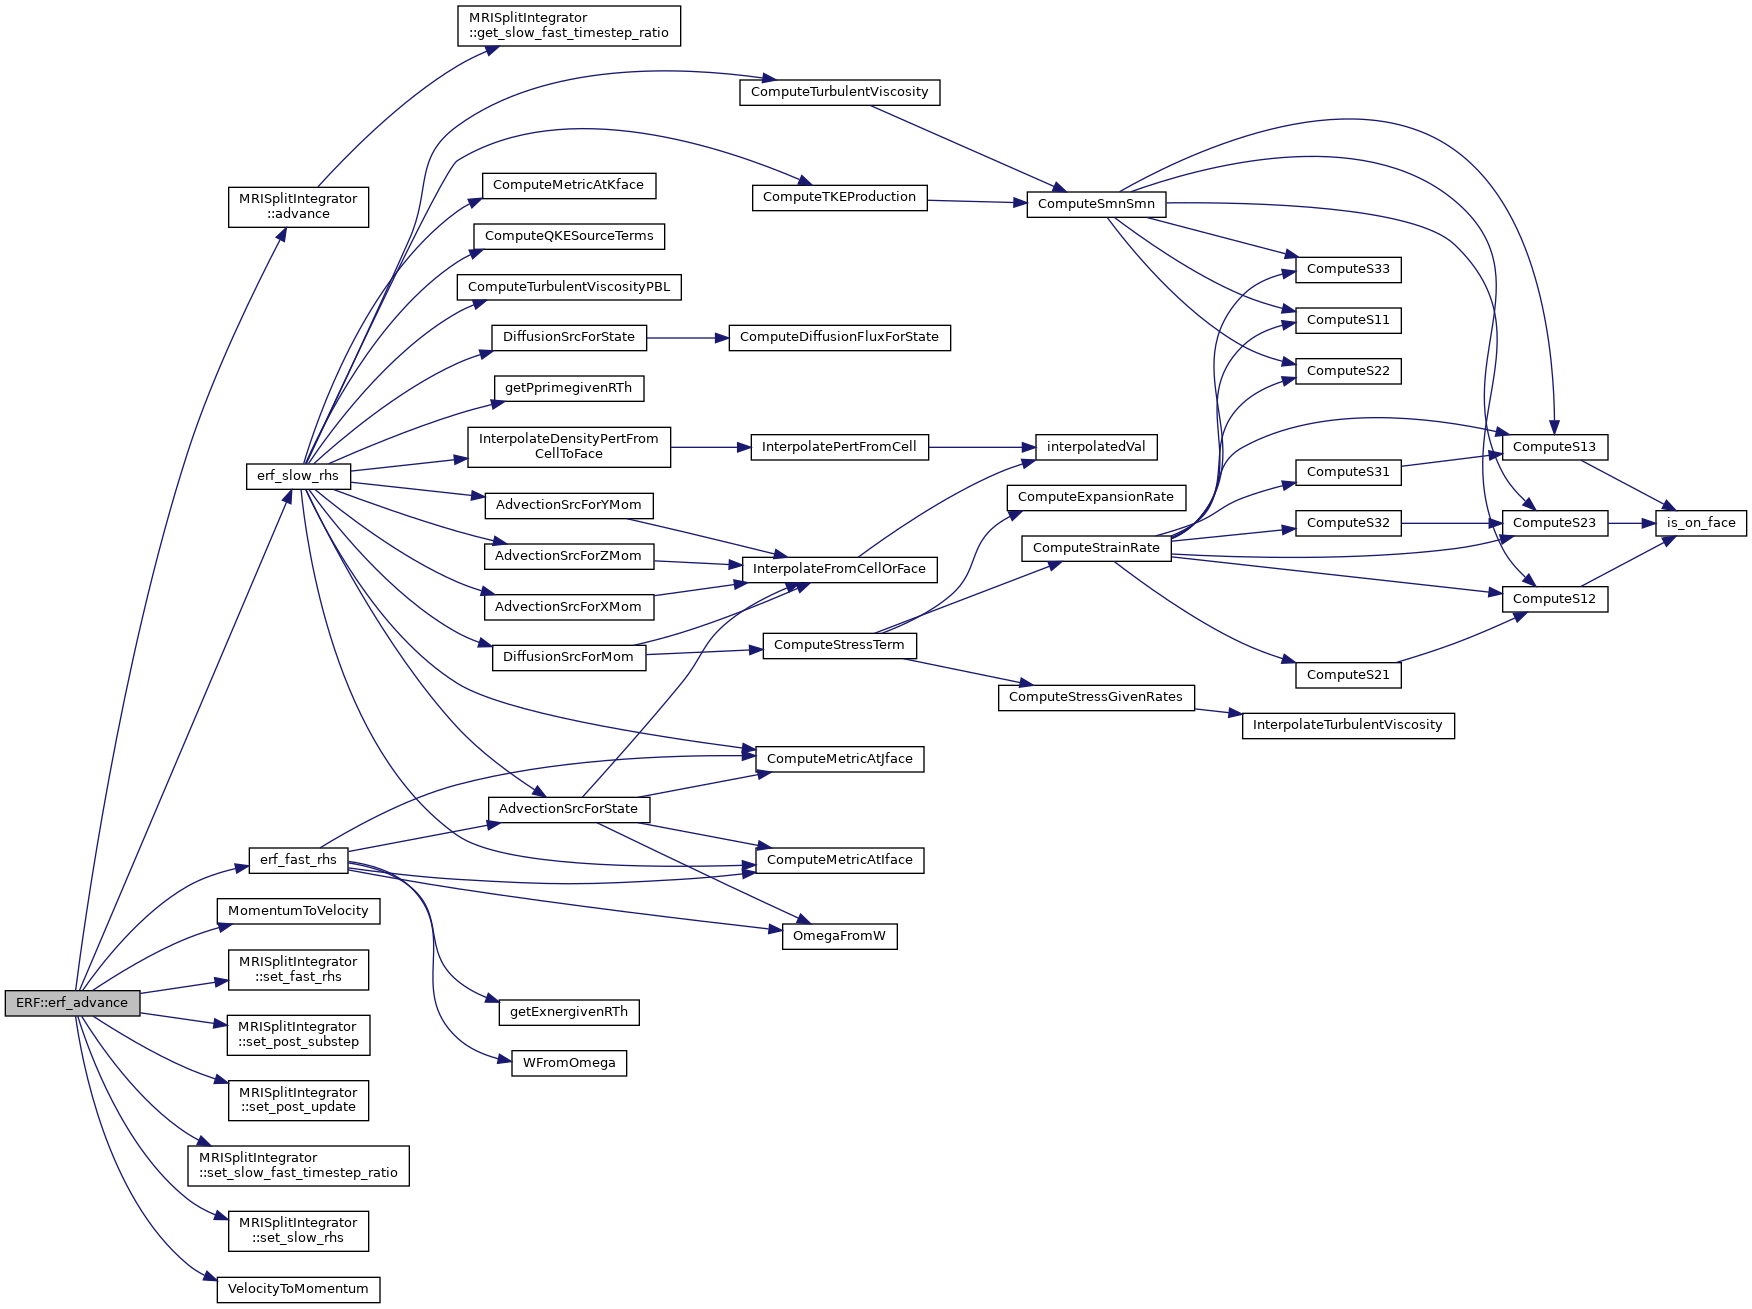 MRISplitIntegrator
::get_slow_fast_timestep_ratio
ComputeTurbulentViscosity
ComputeMetricAtKface
ComputeTKEProduction
MRISplitIntegrator
::advance
ComputeSmnSmn
ComputeQKESourceTerms
ComputeS33
ComputeTurbulentViscosityPBL
ComputeS11
DiffusionSrcForState
ComputeDiffusionFluxForState
ComputeS22
getPprimegivenRTh
InterpolateDensityPertFrom
CellToFace
InterpolatePertFromCell
interpolatedVal
ComputeS13
erf_slow_rhs
ComputeS31
ComputeExpansionRate
AdvectionSrcForYMom
ComputeS32
ComputeS23
is_on_face
AdvectionSrcForZMom
ComputeStrainRate
InterpolateFromCellOrFace
AdvectionSrcForXMom
ComputeS12
DiffusionSrcForMom
ComputeStressTerm
ComputeS21
ComputeStressGivenRates
InterpolateTurbulentViscosity
ComputeMetricAtJface
AdvectionSrcForState
erf_fast_rhs
ComputeMetricAtIface
MomentumToVelocity
OmegaFromW
MRISplitIntegrator
::set_fast_rhs
ERF::erf_advance
getExnergivenRTh
MRISplitIntegrator
::set_post_substep
WFromOmega
MRISplitIntegrator
::set_post_update
MRISplitIntegrator
::set_slow_fast_timestep_ratio
MRISplitIntegrator
::set_slow_rhs
VelocityToMomentum